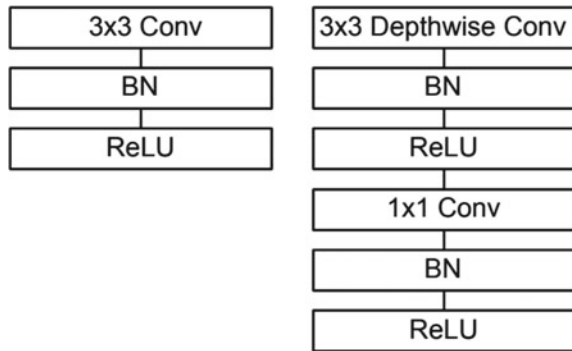 3x3 Conv
BN
ReLU
3x3 Depthwise Conv
BN
ReLU
1x1 Conv
BN
ReLU